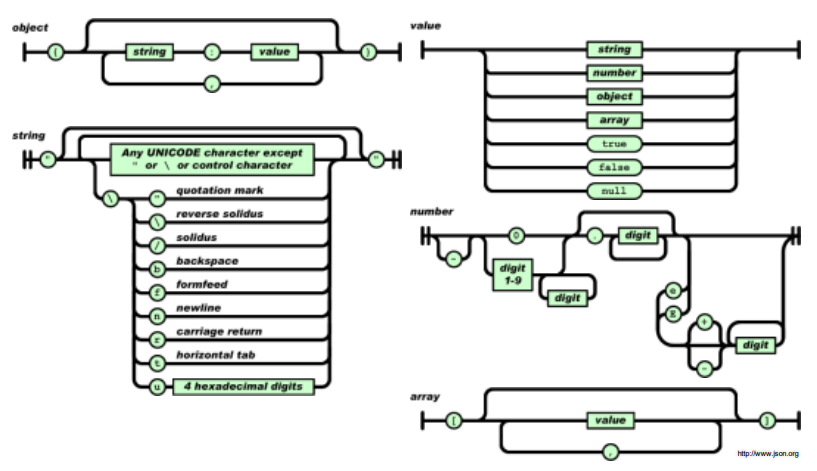 object
{
string
:
value
}
,
string
"
Any UNICODE character except
" or \ or control character
"
\
" quotation mark
\ reverse solidus
/ solidus
b backspace
f formfeed
n newline
r carriage return
t horizontal tab
u 4 hexadecimal digits
value
string
number
object
array
true
false
null
number
-
0
digit
1-9
digit
.
digit
e
E
+
-
digit
array
[
value
]
,
http://www.json.org